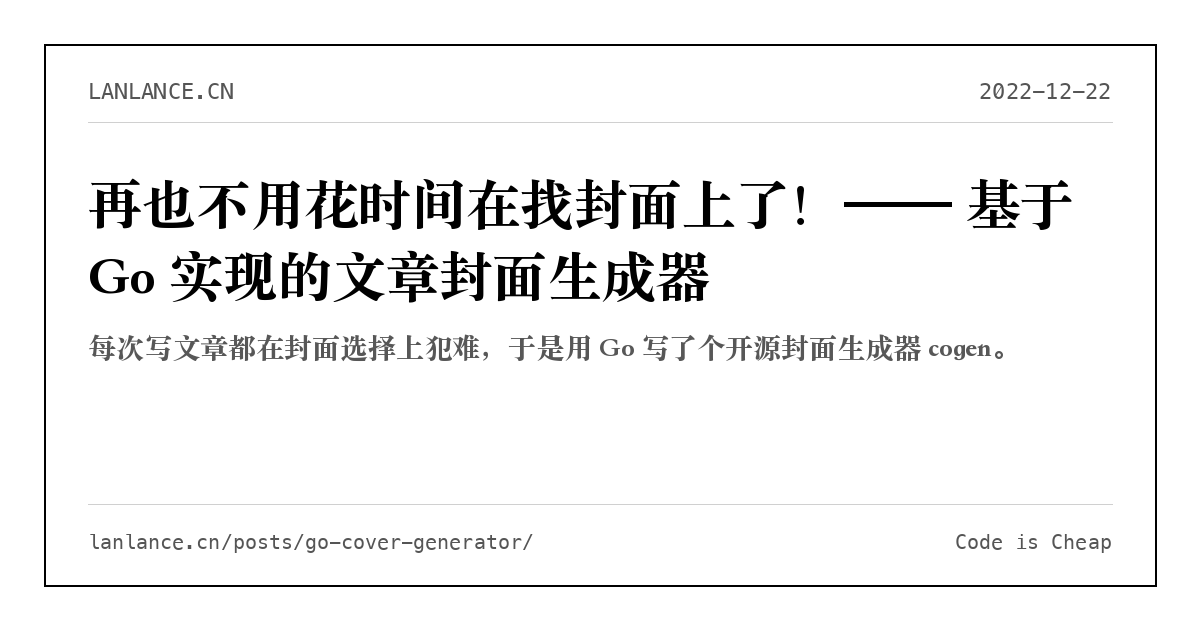 LANLANCE.CN
2022-12-22
再也不用花时间在找封面上了！ —— 基于
Go 实现的文章封面生成器
每次写文章都在封面选择上犯难，于是用 Go 写了个开源封面生成器 cogen。
lanlance.cn/posts/go-cover-generator/
Code is Cheap